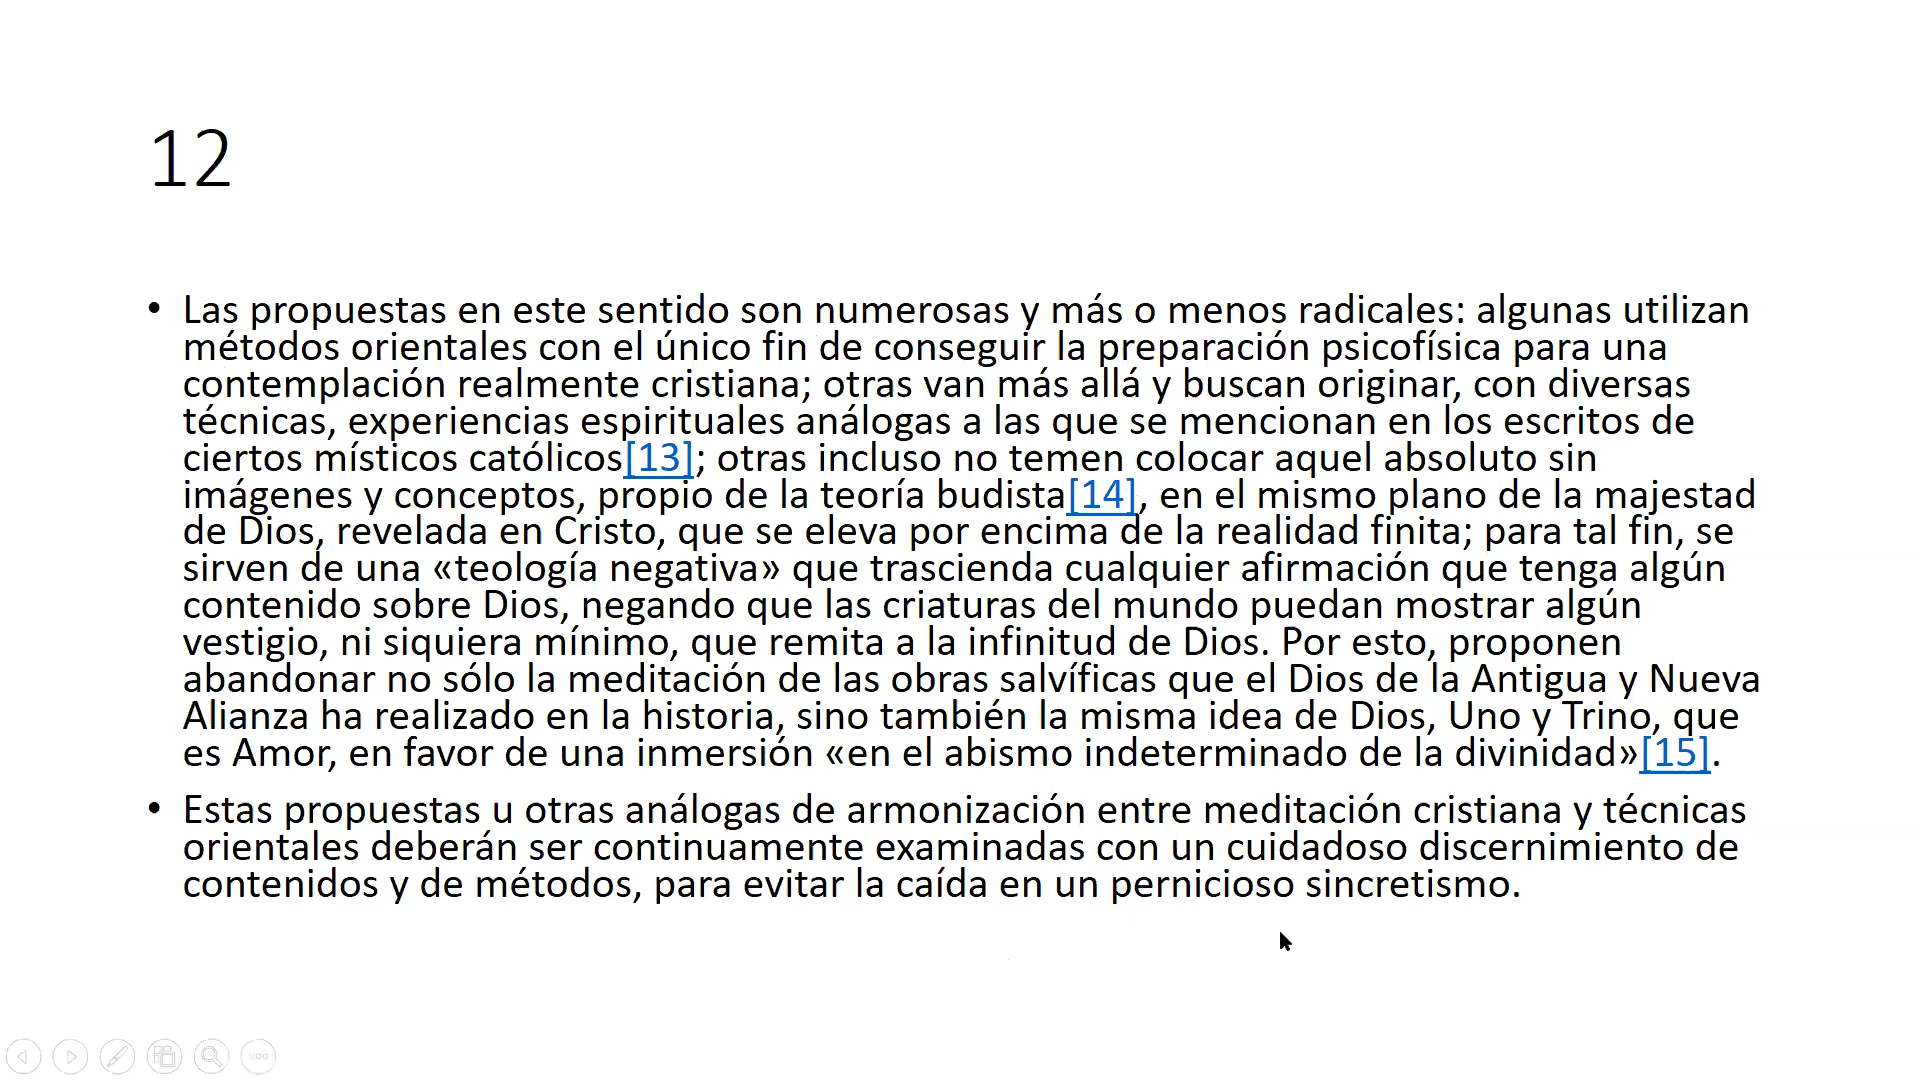 12
• Las propuestas en este sentido son numerosas y más o menos radicales: algunas utilizan
métodos orientales con el único fin de conseguir la preparación psicofísica para una
contemplación realmente cristiana; otras van más allá y buscan originar, con diversas
técnicas, experiencias espirituales análogas a las que se mencionan en los escritos de
ciertos místicos católicos[13]; otras incluso no temen colocar aquel absoluto sin
imágenes y conceptos, propio de la teoría budista[14], en el mismo plano de la majestad
de Dios, revelada en Cristo, que se eleva por encima de la realidad finita; para tal fin, se
sirven de una «teología negativa» que trascienda cualquier afirmación que tenga algún
contenido sobre Dios, negando que las criaturas del mundo puedan mostrar algún
vestigio, ni siquiera mínimo, que remita a la infinitud de Dios. Por esto, proponen
abandonar no sólo la meditación de las obras salvíficas que el Dios de la Antigua y Nueva
Alianza ha realizado en la historia, sino también la misma idea de Dios, Uno y Trino, que
es Amor, en favor de una inmersión «en el abismo indeterminado de la divinidad»[15].
• Estas propuestas u otras análogas de armonización entre meditación cristiana y técnicas
orientales deberán ser continuamente examinadas con un cuidadoso discernimiento de
contenidos y de métodos, para evitar la caída en un pernicioso sincretismo.